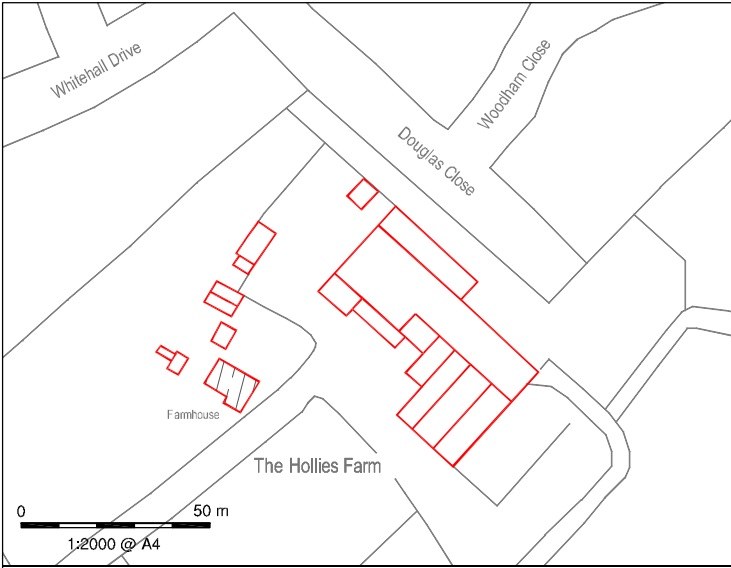 Whitehall Drive
Woodham Close
Douglas Close
Farmhouse
The Hollies Farm
0 50 m
1:2000 @ A4